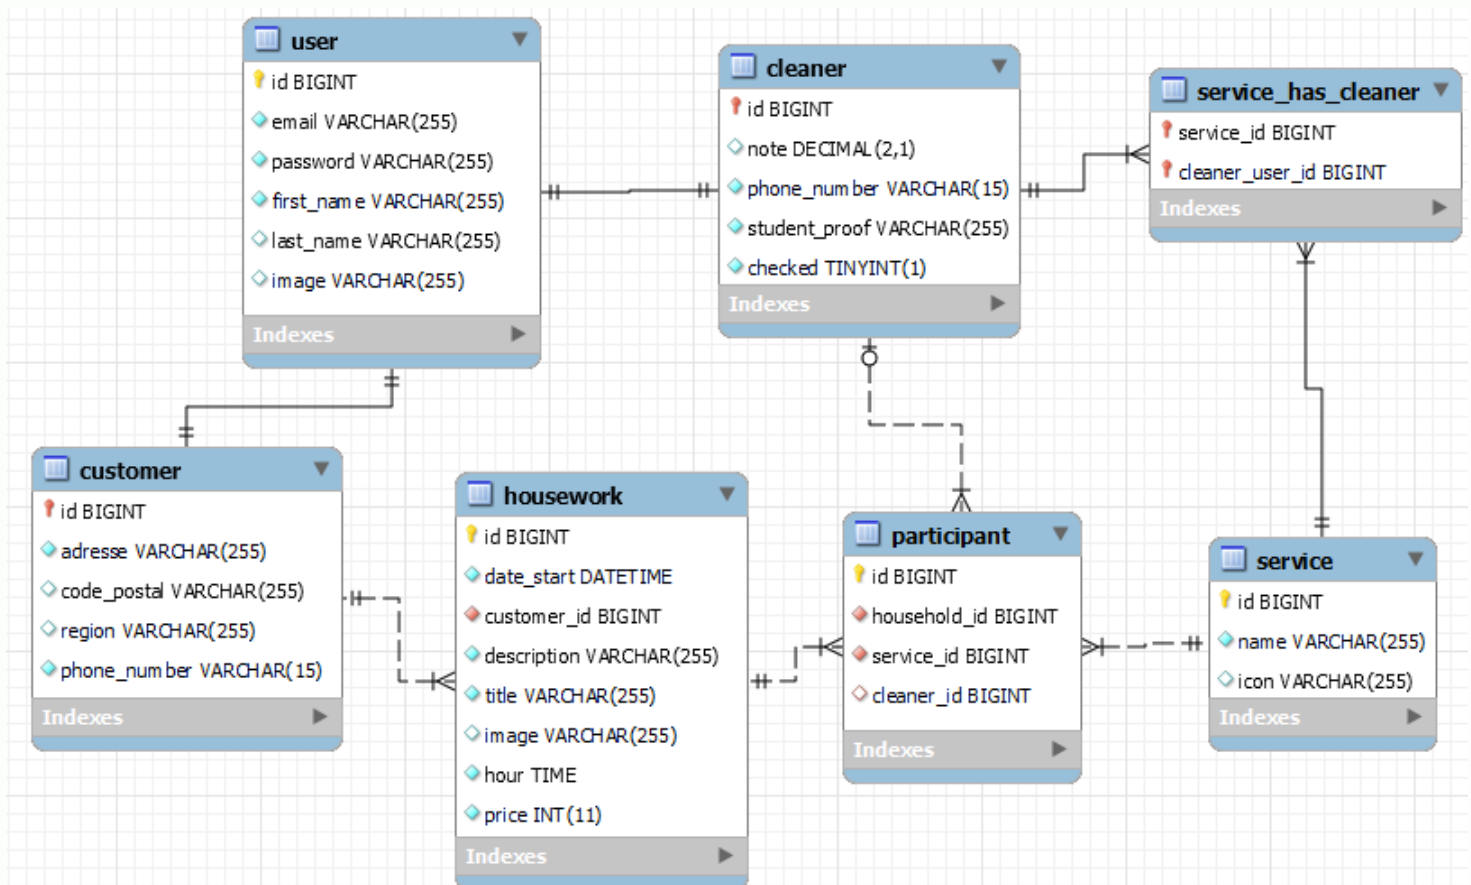 user
id BIGINT
email VARCHAR(255)
password VARCHAR(255)
first_name VARCHAR(255)
last_name VARCHAR(255)
image VARCHAR(255)
Indexes
cleaner
id BIGINT
note DECIMAL(2,1)
phone_number VARCHAR(15)
student_proof VARCHAR(255)
checked TINYINT(1)
Indexes
service_has_cleaner
service_id BIGINT
cleaner_user_id BIGINT
Indexes
customer
id BIGINT
adresse VARCHAR(255)
code_postal VARCHAR(255)
region VARCHAR(255)
phone_number VARCHAR(15)
Indexes
housework
id BIGINT
date_start DATETIME
customer_id BIGINT
description VARCHAR(255)
title VARCHAR(255)
image VARCHAR(255)
hour TIME
price INT(11)
Indexes
participant
id BIGINT
household_id BIGINT
service_id BIGINT
cleaner_id BIGINT
Indexes
service
id BIGINT
name VARCHAR(255)
icon VARCHAR(255)
Indexes